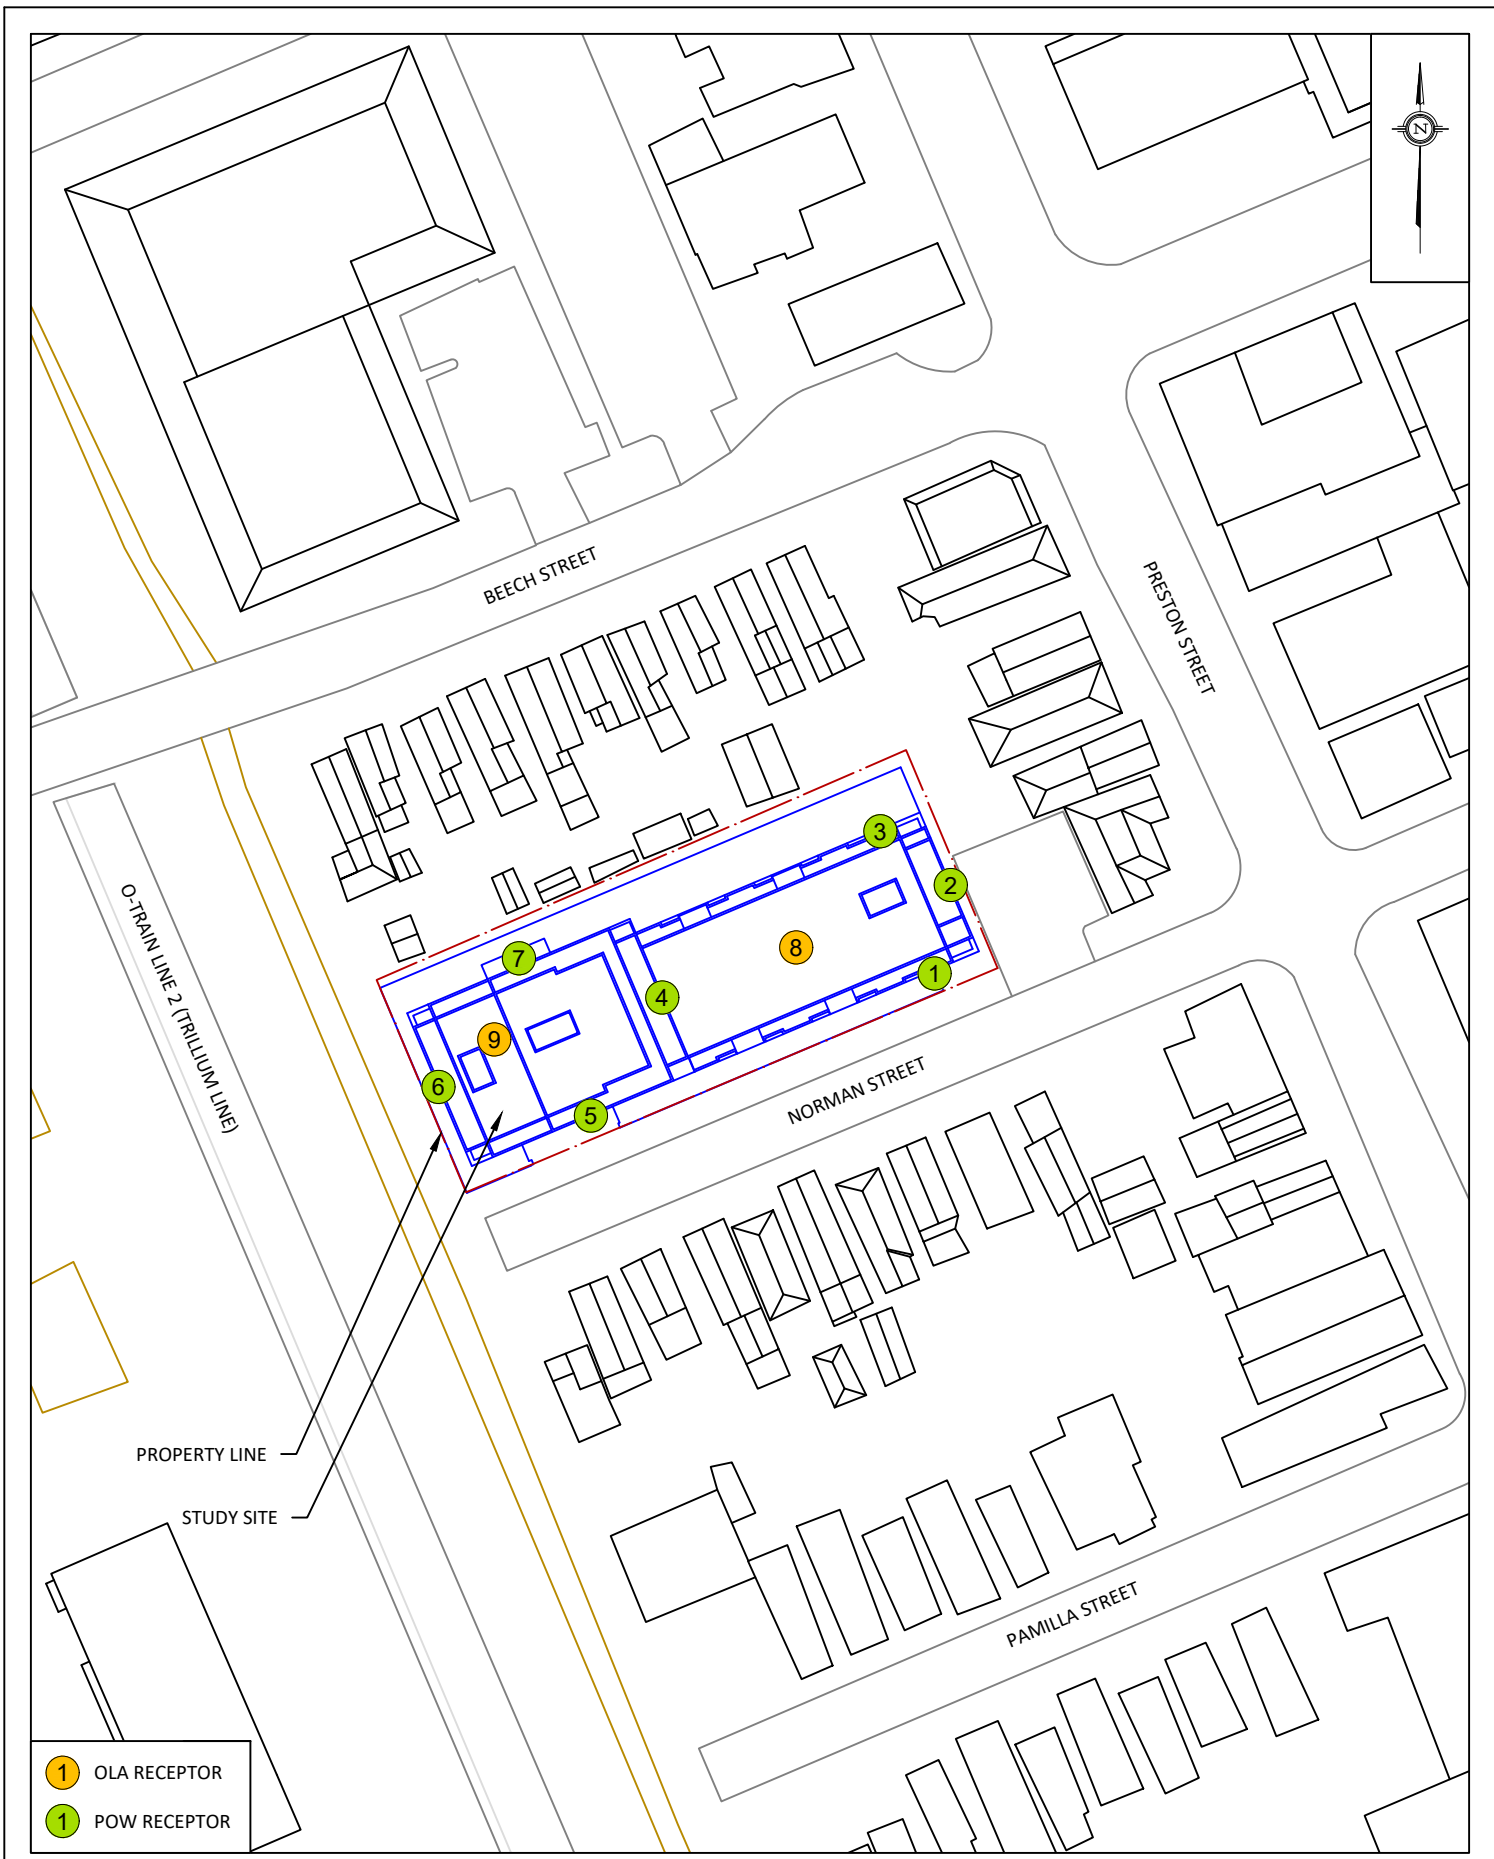 N
BEECH STREET
PRESTON STREET
3
2
7
8
1
4
9
6
5
O-TRAIN LINE 2 (TRILLIUM LINE)
NORMAN STREET
PROPERTY LINE
STUDY SITE
PAMILLA STREET
1 OLA RECEPTOR
1 POW RECEPTOR